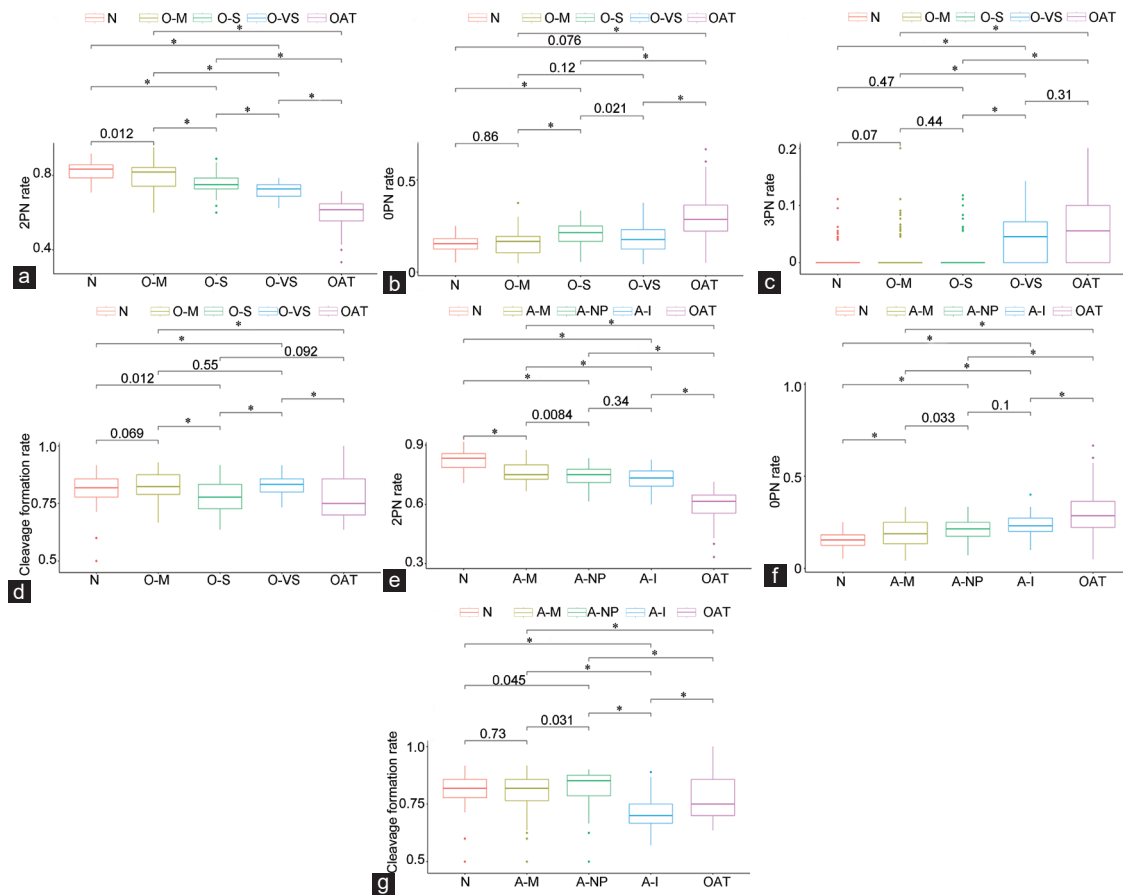 N O-M O-S O-VS OAT
*
*
*
*
*
*
*
*
0.012
2PN rate
0.8
0.4
N O-M O-S O-VS OAT
a
N O-M O-S O-VS OAT
*
0.076
*
0.12
*
*
0.021
*
0.86
0PN rate
0.5
0
N O-M O-S O-VS OAT
b
N O-M O-S O-VS OAT
*
*
*
*
0.47
0.31
*
0.44
0.07
3PN rate
0.2
0.1
0
N O-M O-S O-VS OAT
c
N O-M O-S O-VS OAT
*
*
0.092
0.55
0.012
*
*
*
0.069
Cleavage formation rate
1.0
0.75
0.5
N O-M O-S O-VS OAT
d
N A-M A-NP A-I OAT
*
*
*
*
*
*
0.34
0.0084
*
2PN rate
0.9
0.6
0.3
N A-M A-NP A-I OAT
e
N A-M A-NP A-I OAT
*
*
*
*
*
*
0.1
0.033
*
0PN rate
1.0
0.5
0
N A-M A-NP A-I OAT
f
N A-M A-NP A-I OAT
*
*
*
*
0.045
*
*
0.031
0.73
Cleavage formation rate
1.0
0.75
0.5
N A-M A-NP A-I OAT
g